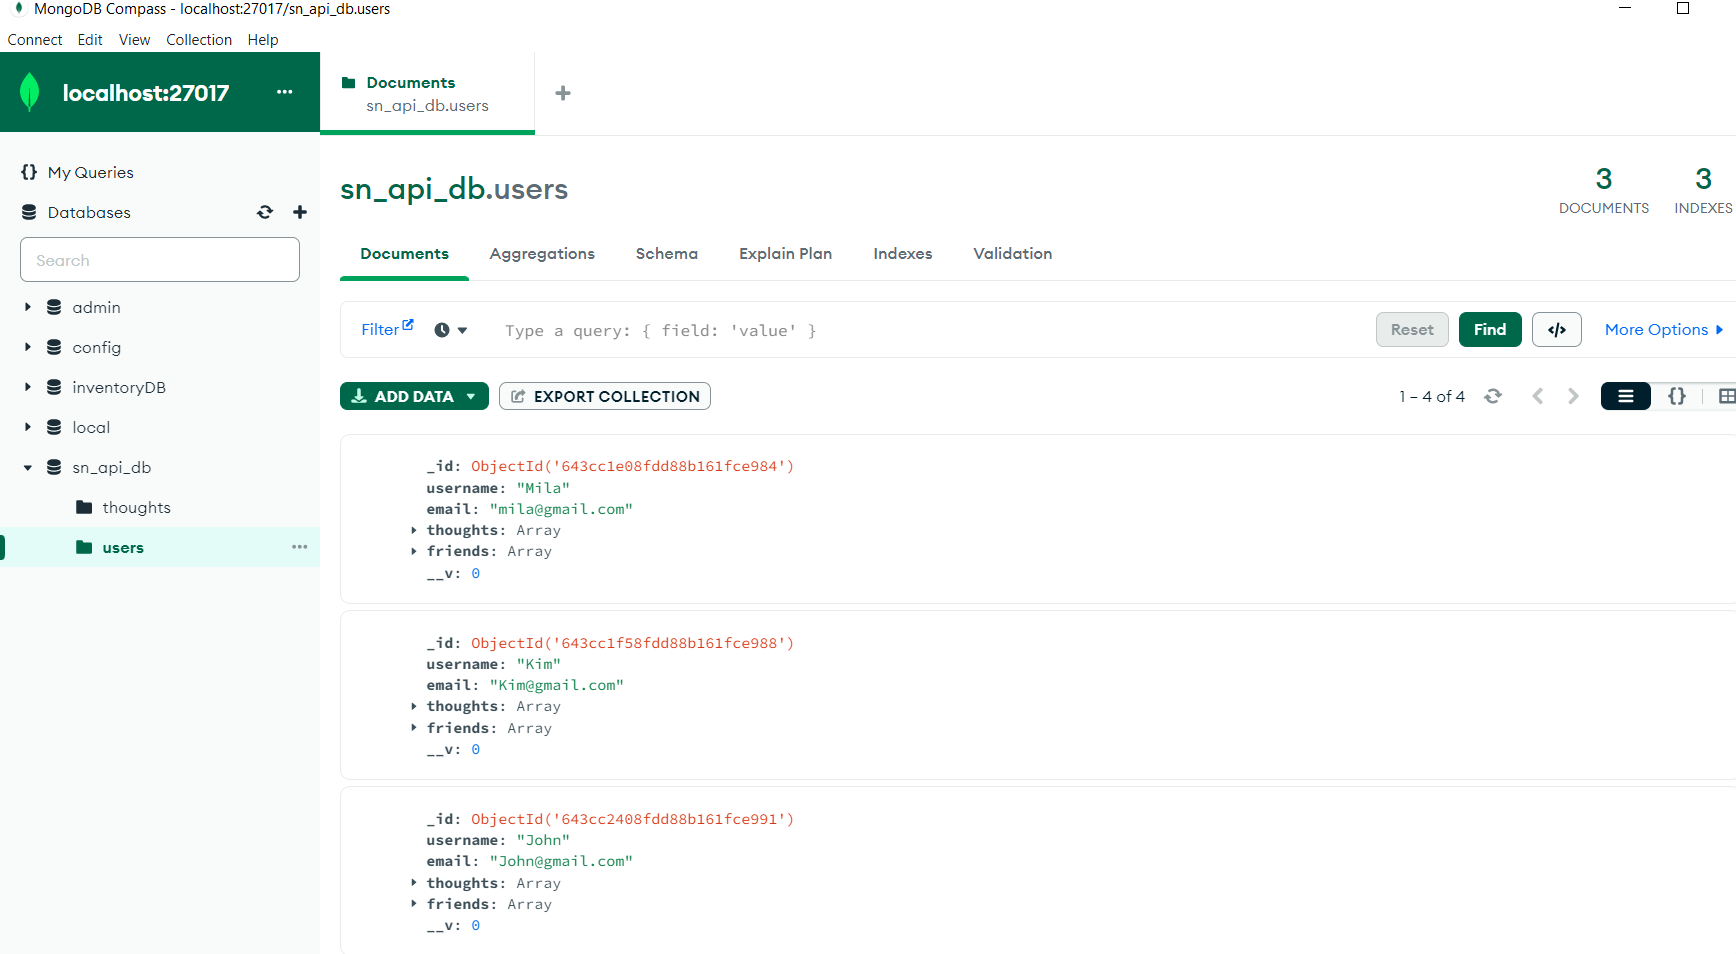 MongoDB Compass - localhost:27017/sn_api_db.users
Connect Edit View Collection Help
localhost:27017
Documents
sn_api_db.users
{} My Queries
Databases
Search
admin
config
inventoryDB
local
sn_api_db
thoughts
users
sn_api_db.users
3
DOCUMENTS
3
INDEXES
Documents Aggregations Schema Explain Plan Indexes Validation
Filter Type a query: { field: 'value' } Reset Find </> More Options
ADD DATA EXPORT COLLECTION 1 – 4 of 4 {}
_id: ObjectId('643cc1e08fdd88b161fce984')
username: "Mila"
email: "mila@gmail.com"
thoughts: Array
friends: Array
__v: 0
_id: ObjectId('643cc1f58fdd88b161fce988')
username: "Kim"
email: "Kim@gmail.com"
thoughts: Array
friends: Array
__v: 0
_id: ObjectId('643cc2408fdd88b161fce991')
username: "John"
email: "John@gmail.com"
thoughts: Array
friends: Array
__v: 0